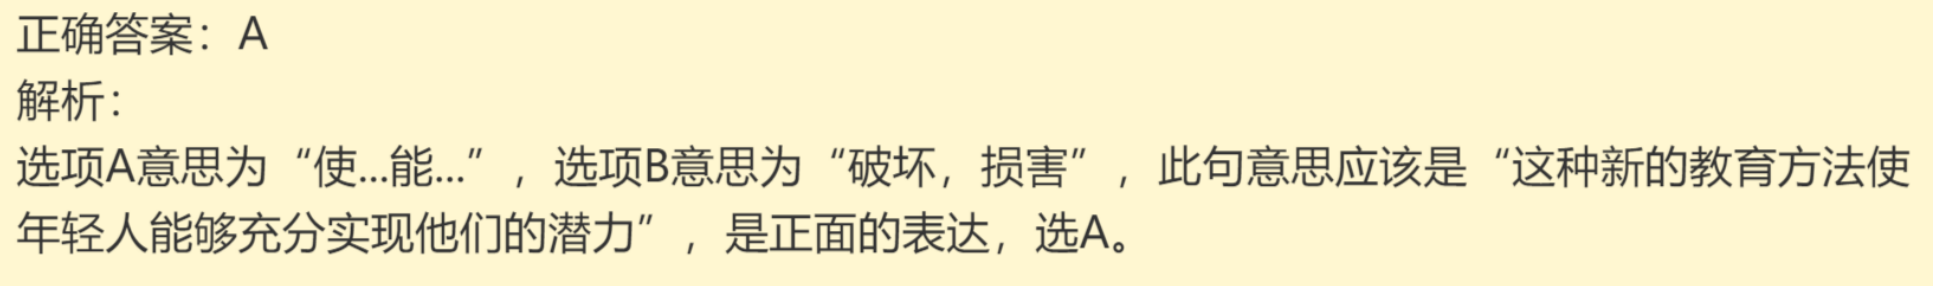 正确答案：A
解析：
选项A意思为“使...能...”，选项B意思为“破坏，损害”，此句意思应该是“这种新的教育方法使
年轻人能够充分实现他们的潜力”，是正面的表达，选A。